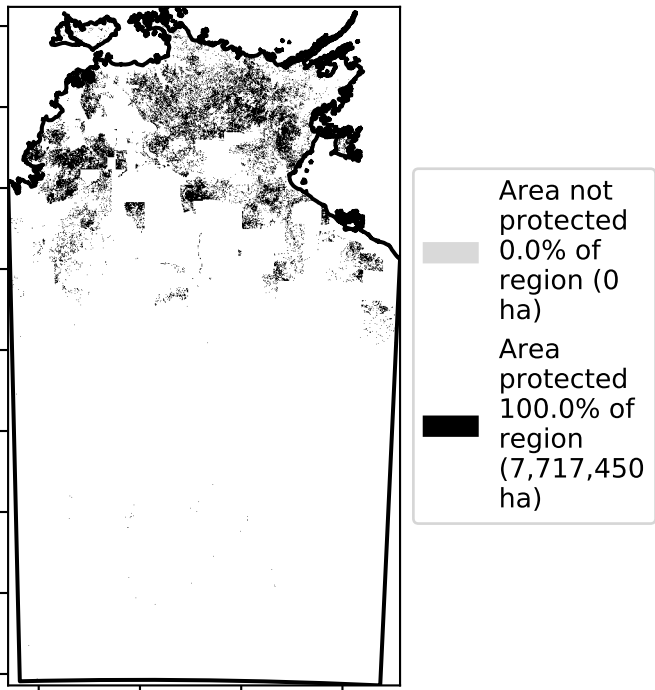 Area not
protected
0.0% of
region (0
ha)
Area
protected
100.0% of
region
(7,717,450
ha)